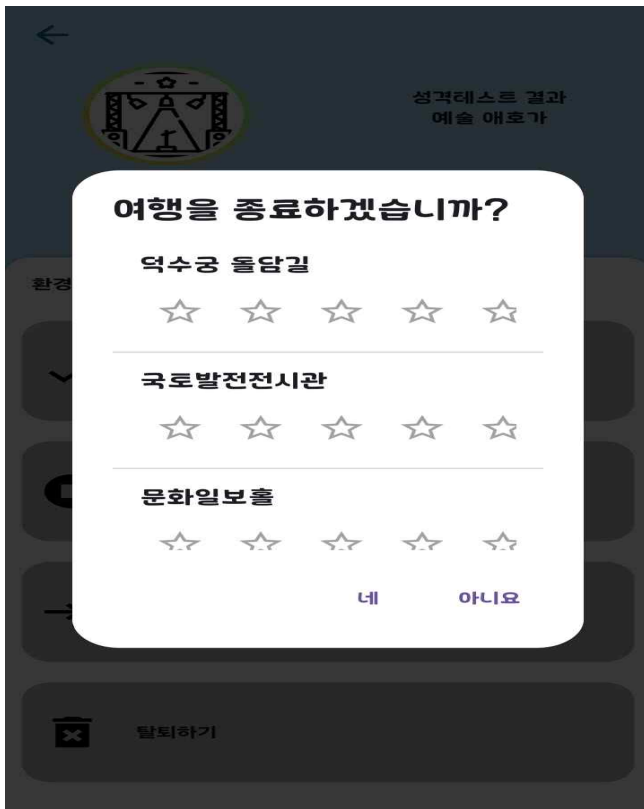 성격테스트 결과
예술 애호가
여행을 종료하겠습니까?
덕수궁 돌담길
환경
국토발전전시관
문화일보홀
네 아니요
탈퇴하기